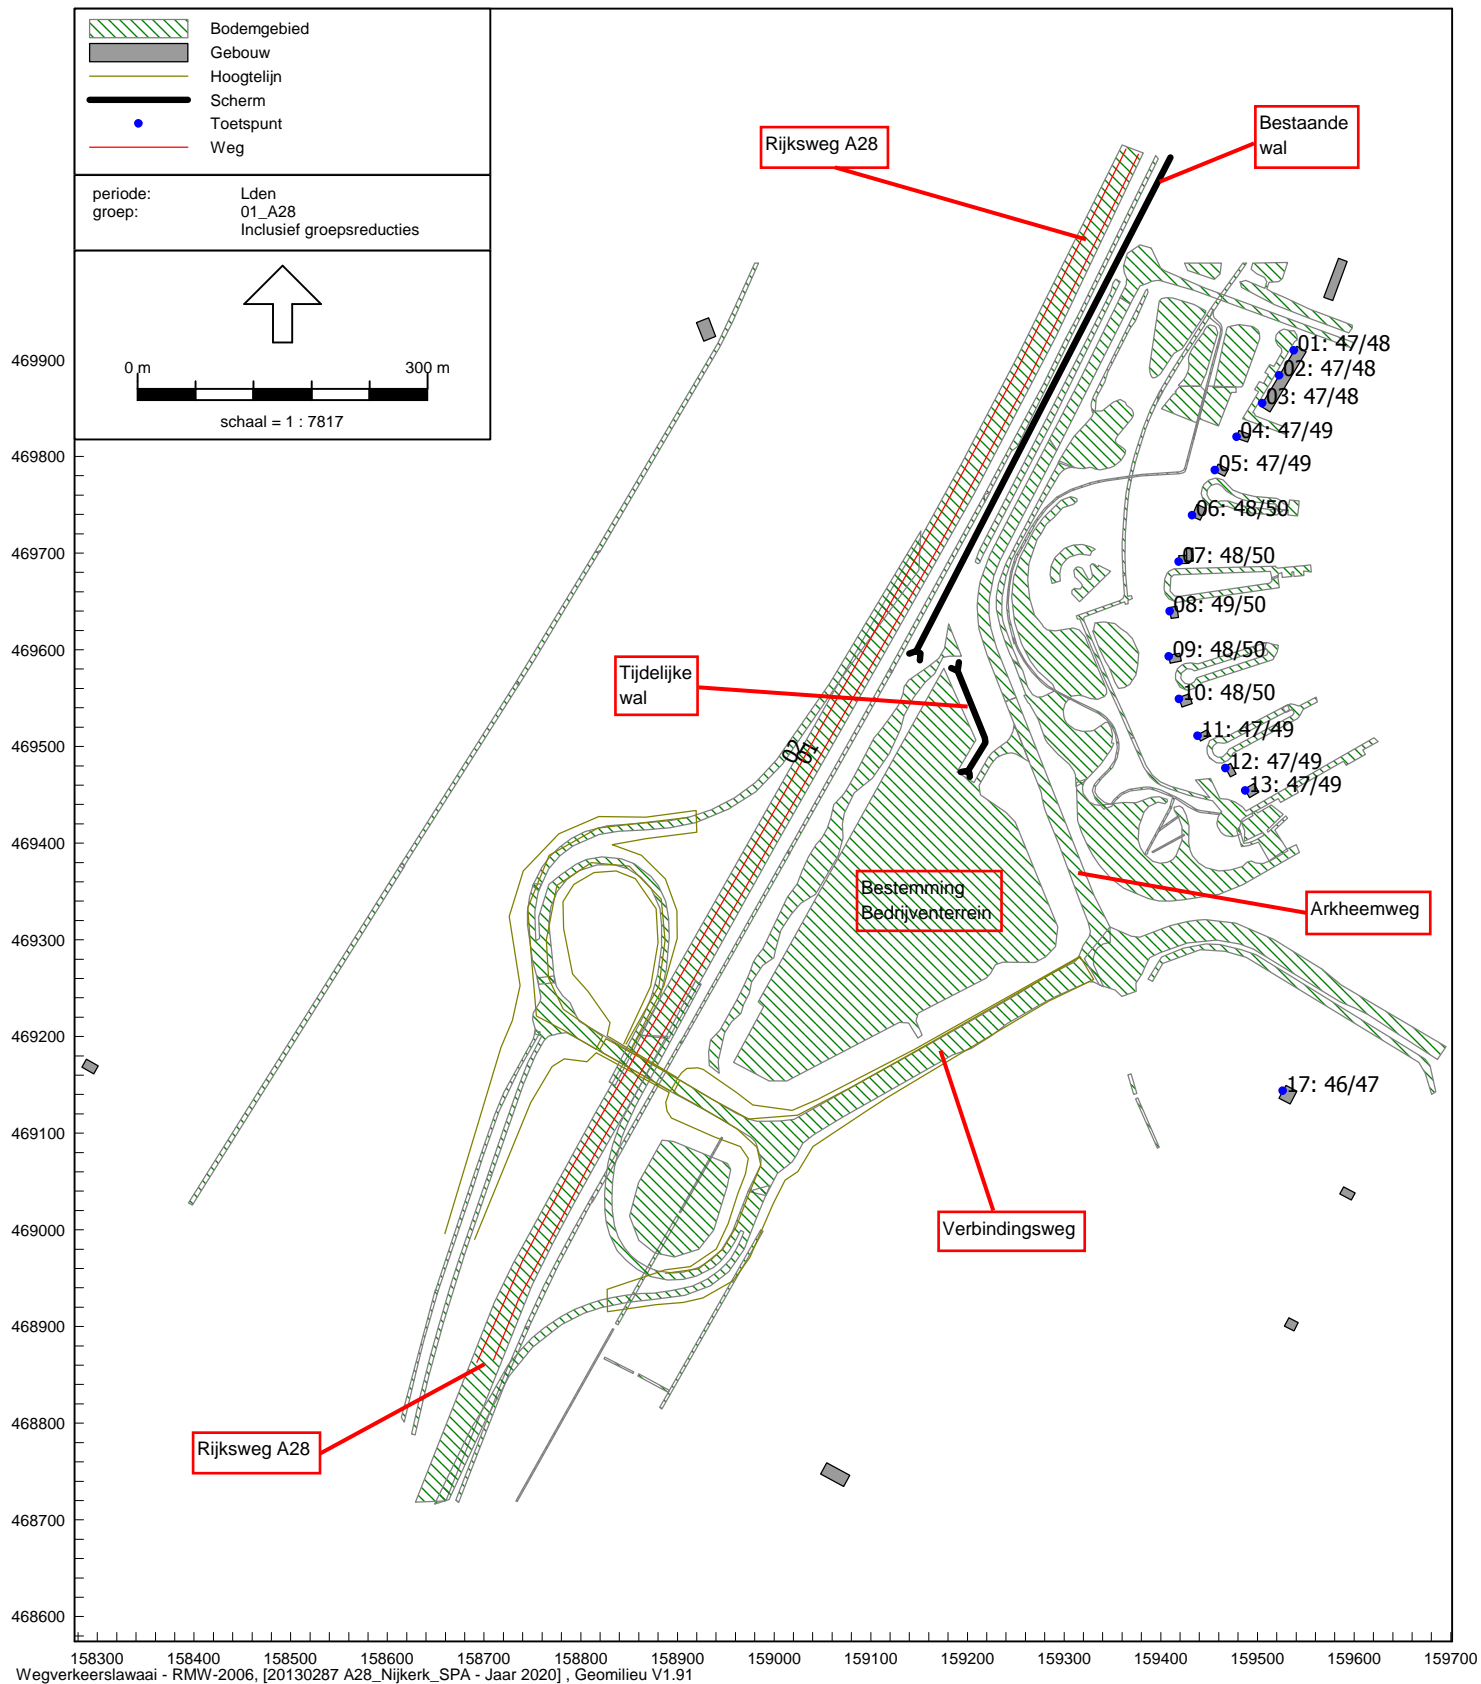 Bodemgebied
Gebouw
Hoogtelijn
Scherm
Toetspunt
Weg
periode: Lden
groep: 01_A28
Inclusief groepsreducties
0 m 300 m
schaal = 1 : 7817
Rijksweg A28
Bestaande
wal
01: 47/48
02: 47/48
03: 47/48
04: 47/49
05: 47/49
06: 48/50
07: 48/50
08: 49/50
09: 48/50
10: 48/50
11: 47/49
12: 47/49
13: 47/49
Tijdelijke
wal
02
01
Bestemming
Bedrijventerrein
Arkheemweg
17: 46/47
Verbindingsweg
Rijksweg A28
469900
469800
469700
469600
469500
469400
469300
469200
469100
469000
468900
468800
468700
468600
158300 158400 158500 158600 158700 158800 158900 159000 159100 159200 159300 159400 159500 159600 159700
Wegverkeerslawaai - RMW-2006, [20130287 A28_Nijkerk_SPA - Jaar 2020] , Geomilieu V1.91